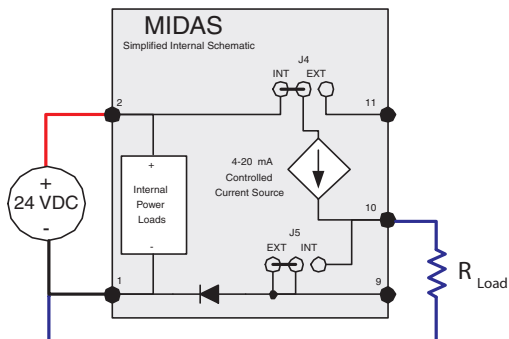 MIDAS
Simplified Internal Schematic
J4
INT EXT
2
11
+
Internal
Power
Loads
-
4-20 mA
Controlled
Current Source
+
24 VDC
-
10
J5
EXT INT
1
9
R Load